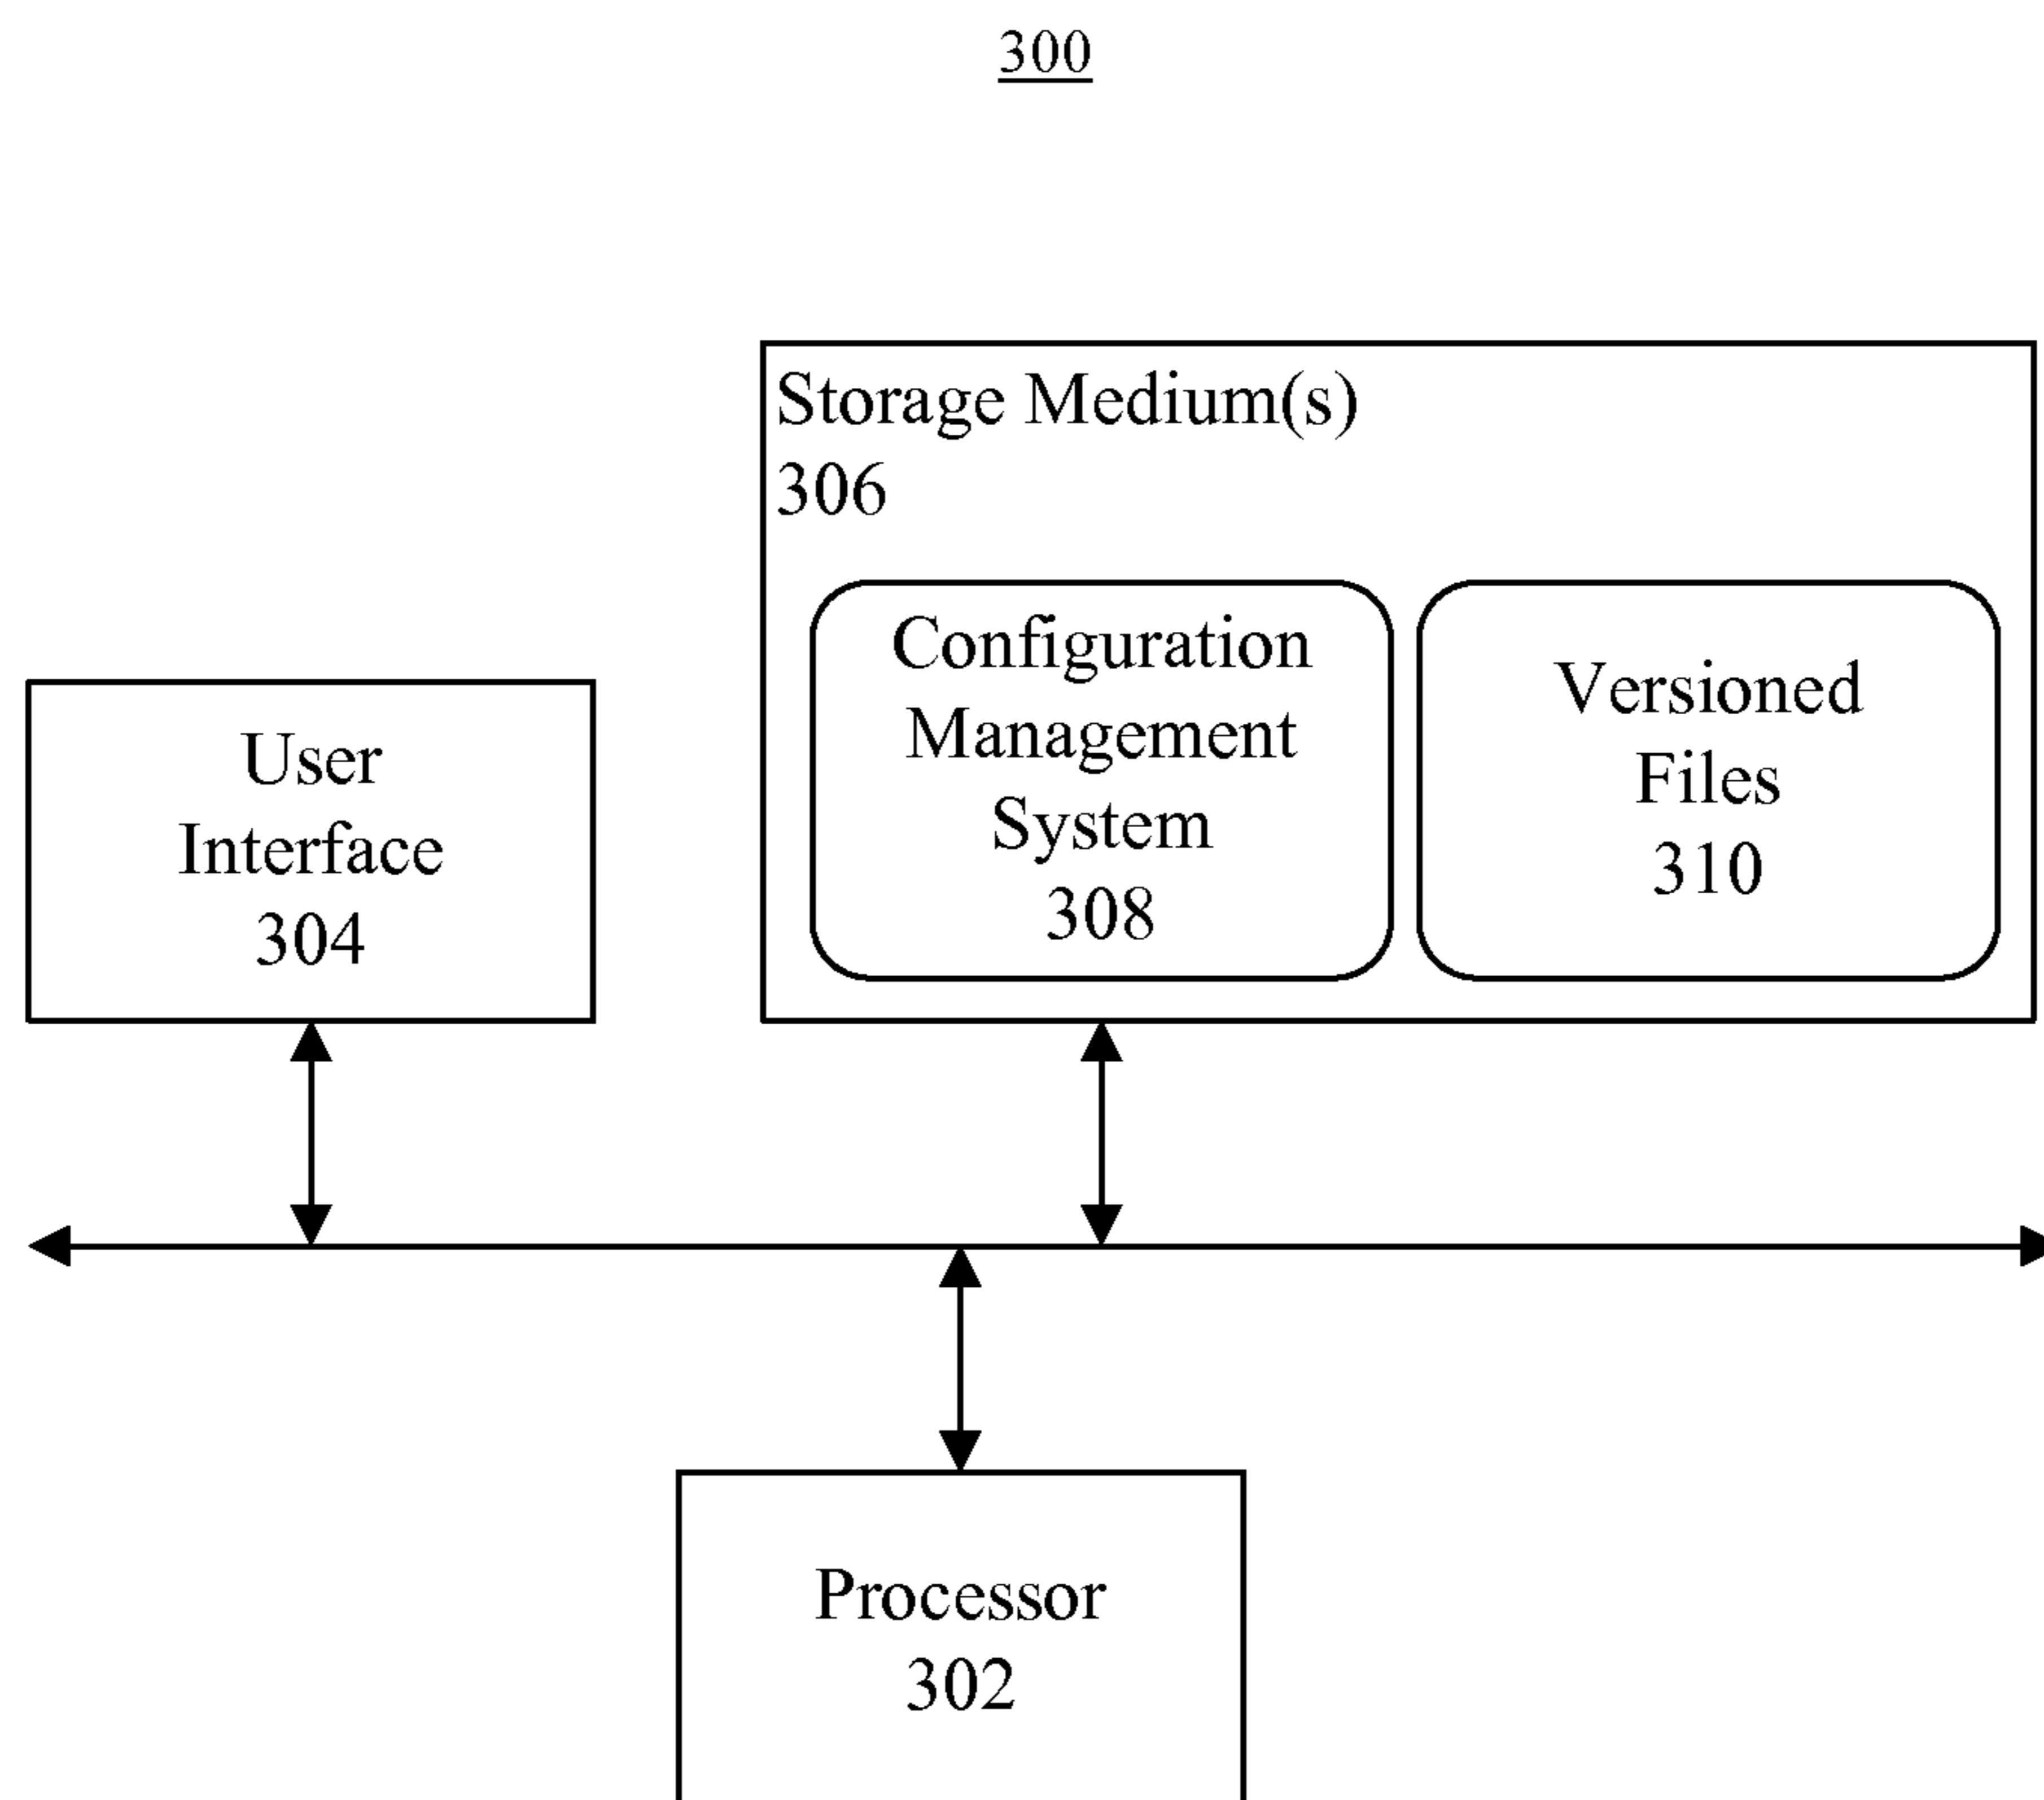 300
Storage Medium(s)
306
Configuration
Management
System
308
Versioned
Files
310
User
Interface
304
Processor
302